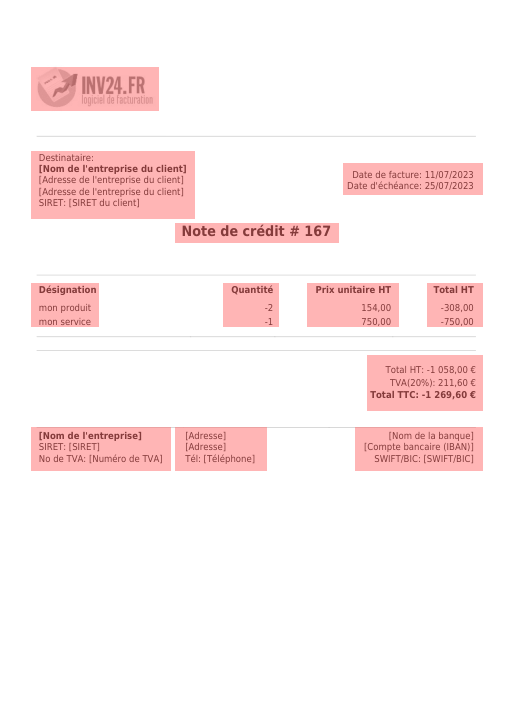 INV24.FR
logiciel de facturation
Destinataire:
[Nom de l'entreprise du client]
[Adresse de l'entreprise du client]
[Adresse de l'entreprise du client]
SIRET: [SIRET du client]
Date de facture: 11/07/2023
Date d'échéance: 25/07/2023
Note de crédit # 167
Désignation Quantité Prix unitaire HT Total HT
mon produit -2 154,00 -308,00
mon service -1 750,00 -750,00
Total HT: -1 058,00 €
TVA(20%): 211,60 €
Total TTC: -1 269,60 €
[Nom de l'entreprise] [Adresse] [Nom de la banque]
SIRET: [SIRET] [Adresse] [Compte bancaire (IBAN)]
No de TVA: [Numéro de TVA] Tél: [Téléphone] SWIFT/BIC: [SWIFT/BIC]